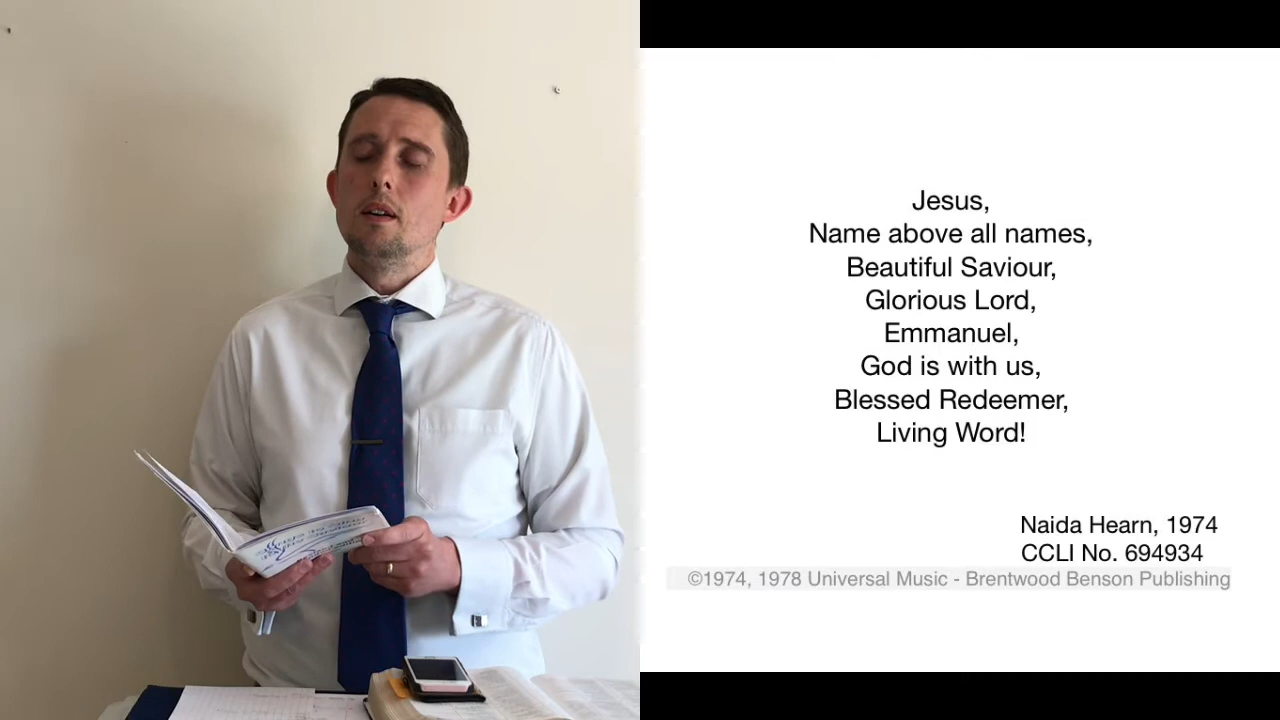 Jesus,
Name above all names,
Beautiful Saviour,
Glorious Lord,
Emmanuel,
God is with us,
Blessed Redeemer,
Living Word!
Naida Hearn, 1974
CCLI No. 694934
©1974, 1978 Universal Music - Brentwood Benson Publishing